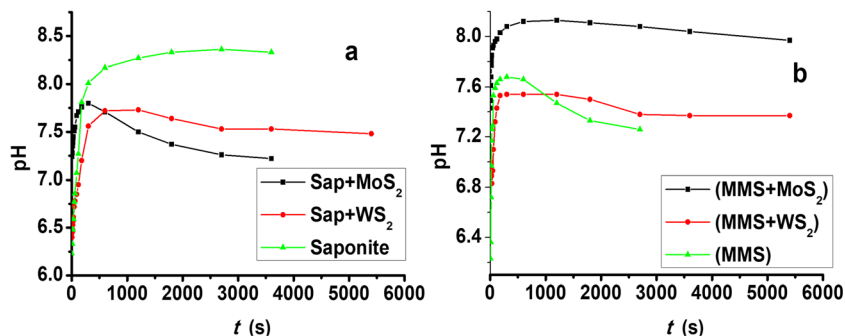 a
8.5
8.0
7.5
7.0
6.5
6.0
pH
Sap+MoS₂
Sap+WS₂
Saponite
0 1000 2000 3000 4000 5000 6000
t (s)
b
8.0
7.6
7.2
6.8
6.4
pH
(MMS+MoS₂)
(MMS+WS₂)
(MMS)
0 1000 2000 3000 4000 5000 6000
t (s)